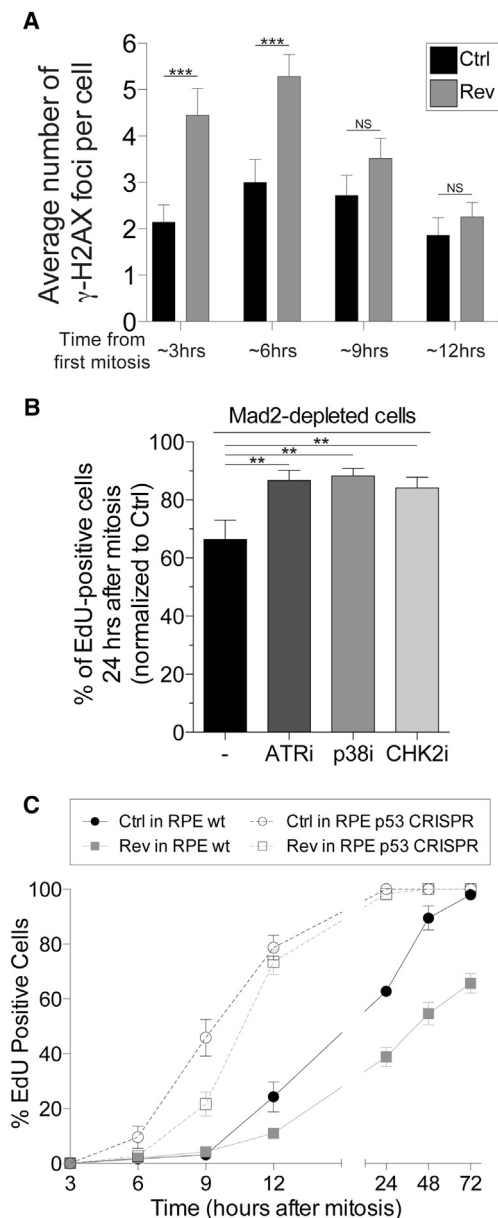 A
Average number of
γ-H2AX foci per cell
6
5
4
3
2
1
0
***
***
NS
NS
Ctrl
Rev
Time from
first mitosis
~3hrs
~6hrs
~9hrs
~12hrs
B
Mad2-depleted cells
**
**
**
% of EdU-positive cells
24 hrs after mitosis
(normalized to Ctrl)
100
80
60
40
20
0
-
ATRi
p38i
CHK2i
C
Ctrl in RPE wt
Ctrl in RPE p53 CRISPR
Rev in RPE wt
Rev in RPE p53 CRISPR
% EdU Positive Cells
100
80
60
40
20
0
3
6
9
12
24
48
72
Time (hours after mitosis)